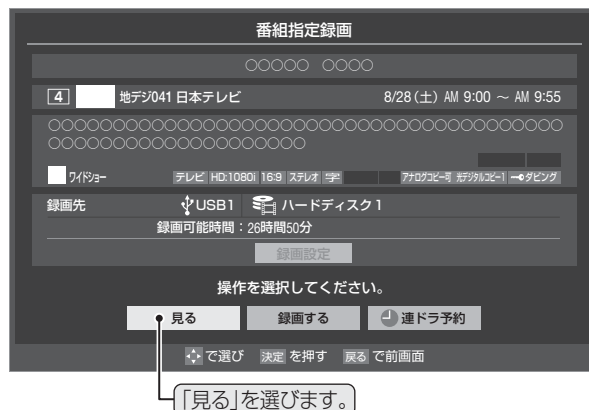 番組指定録画
○○○○○ ○○○○
4 地デジ041 日本テレビ 8/28(土) AM 9:00 ～ AM 9:55
○○○○○○○○○○○○○○○○○○○○○○○○○○○○○○○○○○○○○○○
○○○○○○○○○○○○○○○○○○○○
ワイドショー テレビ HD:1080i 16:9 ステレオ 字 アナログコピー可 光デジタルコピー1 ダビング
録画先 USB1 ハードディスク1
録画可能時間：26時間50分
録画設定
操作を選択してください。
見る 録画する 連ドラ予約
で選び 決定 を押す 戻る で前画面
「見る」を選びます。